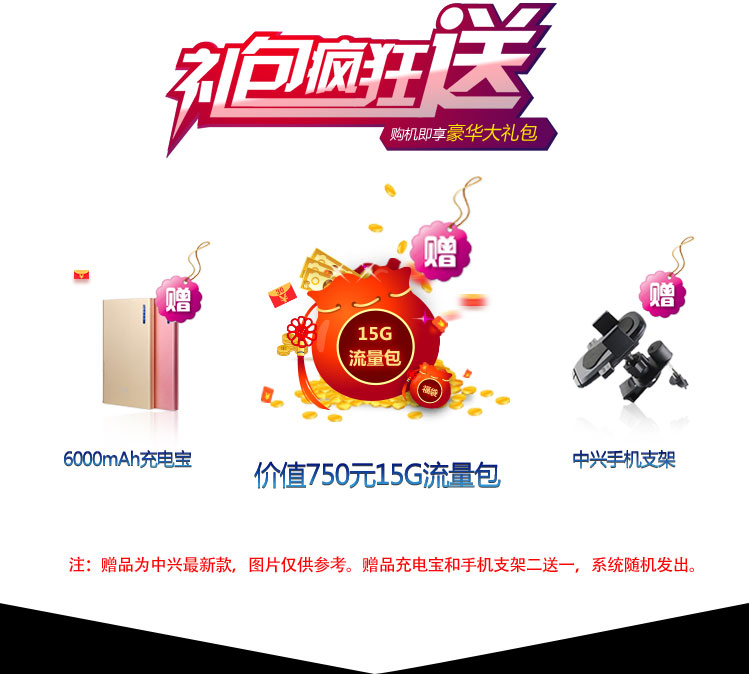 礼包疯狂送
购机即享豪华大礼包
赠
赠
赠
15G
流量包
福袋
6000mAh充电宝
价值750元15G流量包
中兴手机支架
注：赠品为中兴最新款，图片仅供参考。赠品充电宝和手机支架二送一，系统随机发出。